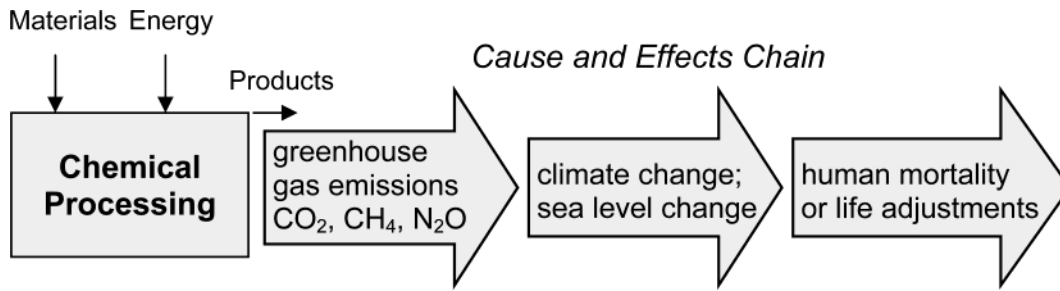 Materials Energy
Cause and Effects Chain
Products
Chemical
Processing
greenhouse
gas emissions
CO₂, CH₄, N₂O
climate change;
sea level change
human mortality
or life adjustments